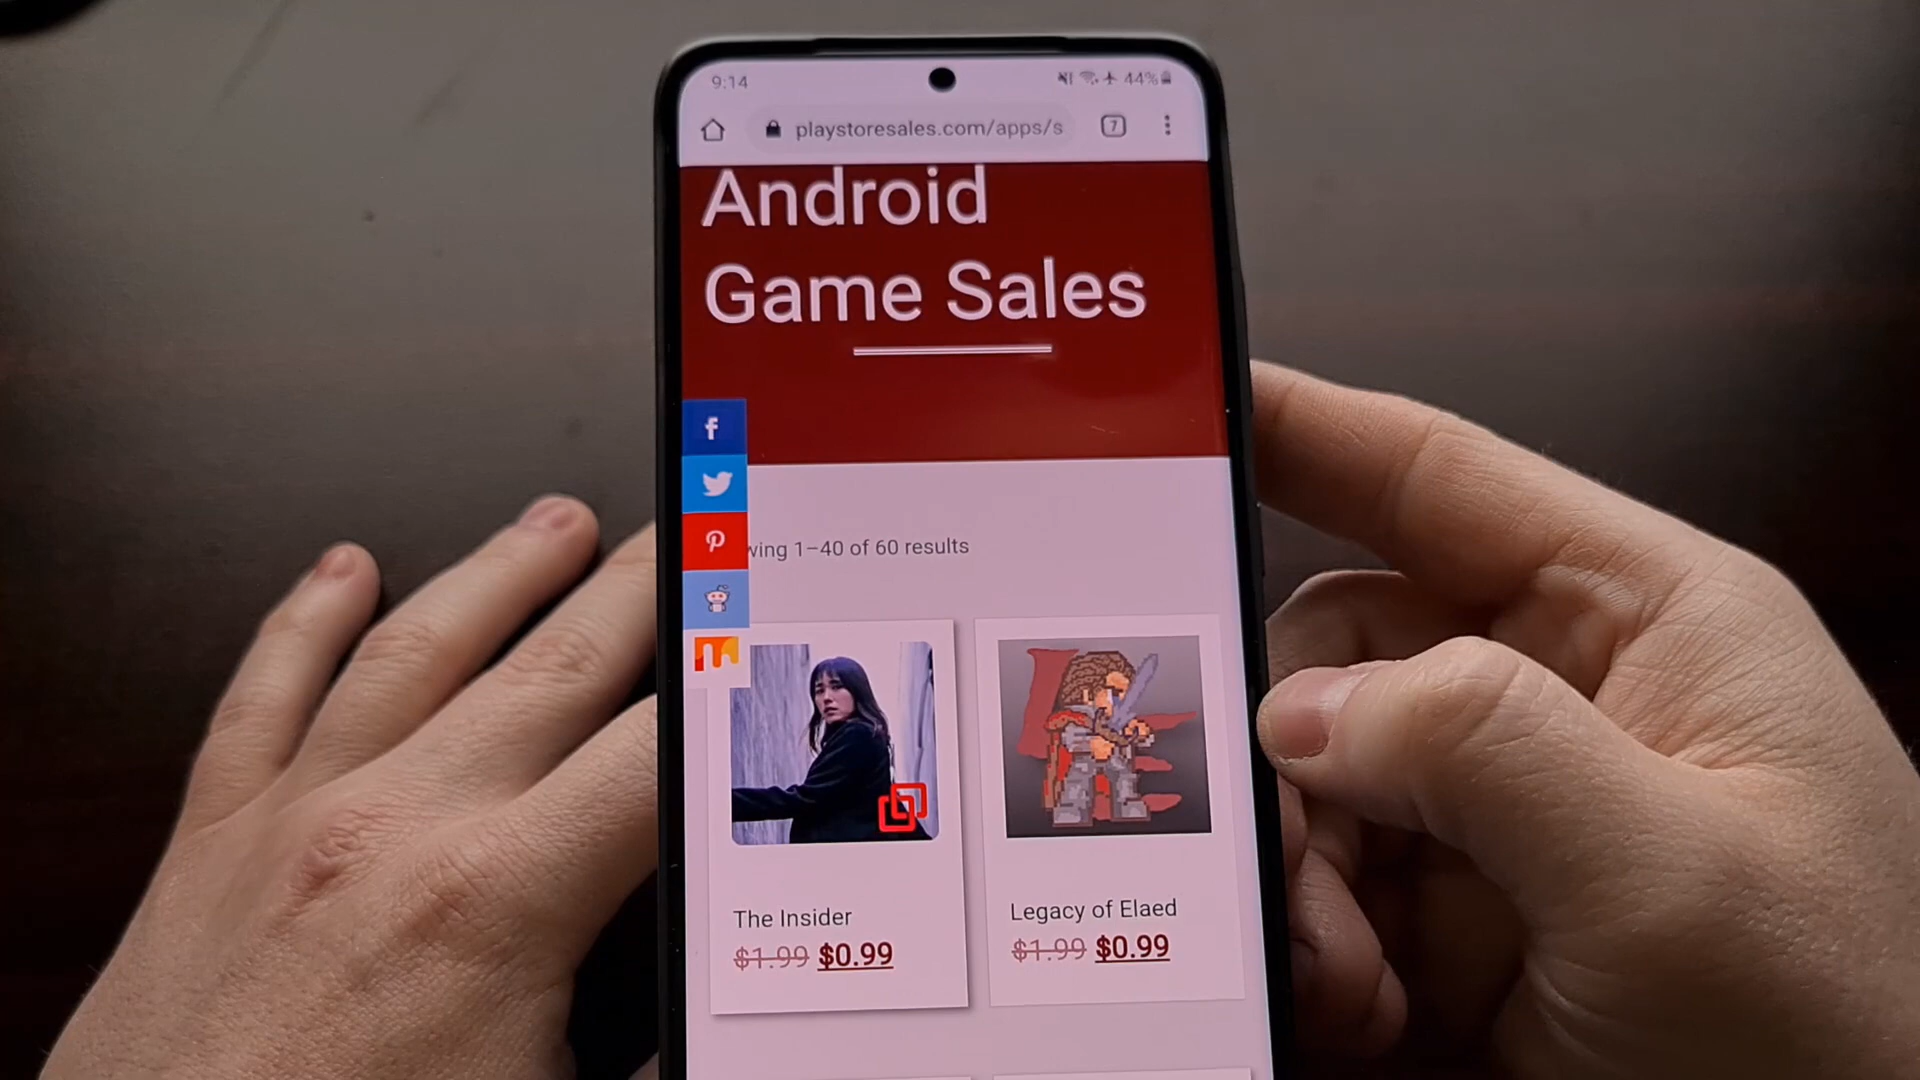 9:14
44%
playstoresales.com/apps/s
7
Android
Game Sales
wing 1–40 of 60 results
The Insider
$1.99 $0.99
Legacy of Elaed
$1.99 $0.99